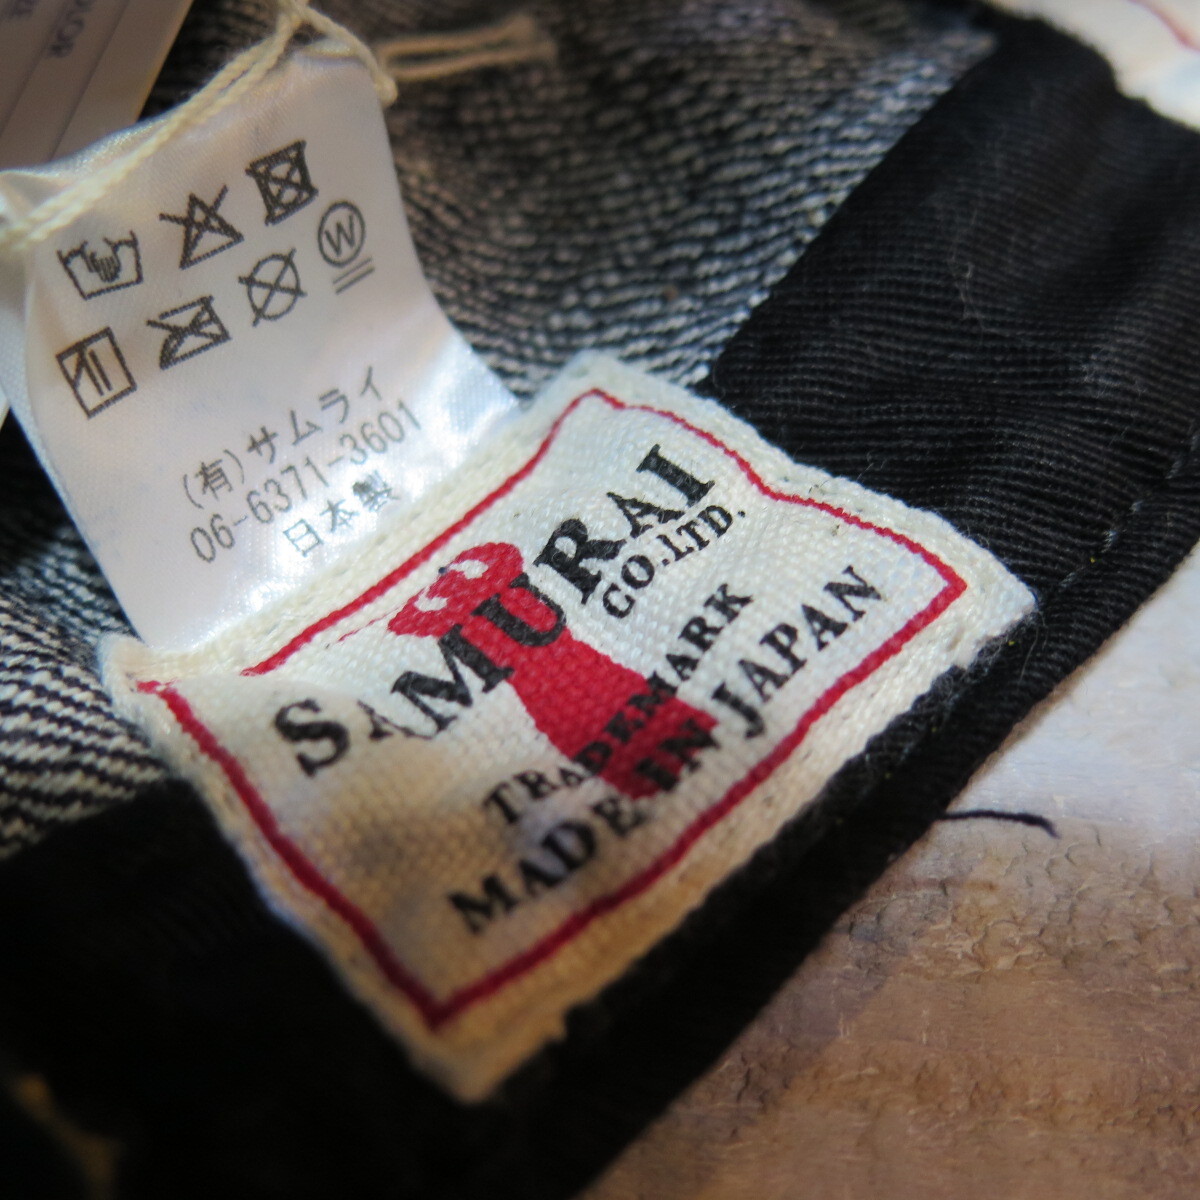 W
(有)サムライ
06-6371-3601
日本製
SAMURAI
CO.LTD.
TRADEMARK
MADE IN JAPAN